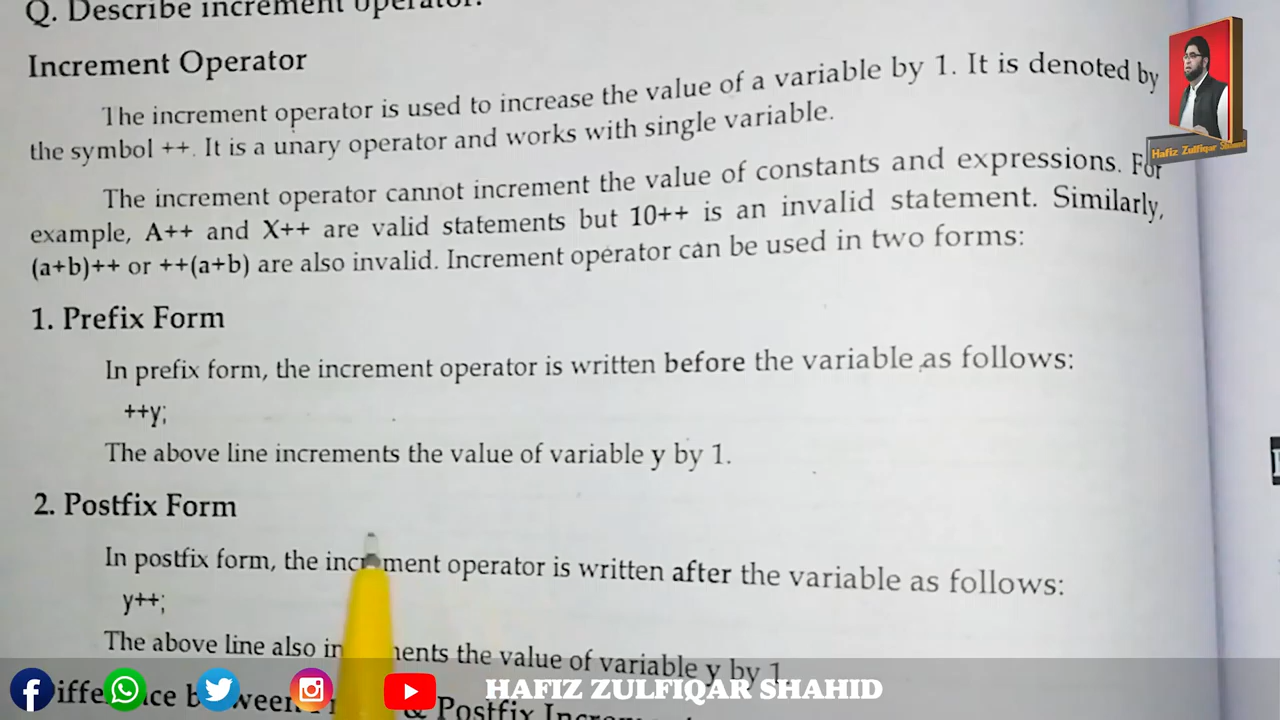 Q. Describe increment operator.
Increment Operator
The increment operator is used to increase the value of a variable by 1. It is denoted by
the symbol ++. It is a unary operator and works with single variable.
The increment operator cannot increment the value of constants and expressions. For
example, A++ and X++ are valid statements but 10++ is an invalid statement. Similarly,
(a+b)++ or ++(a+b) are also invalid. Increment operator can be used in two forms:
1. Prefix Form
In prefix form, the increment operator is written before the variable as follows:
++y;
The above line increments the value of variable y by 1.
2. Postfix Form
In postfix form, the increment operator is written after the variable as follows:
y++;
The above line also increments the value of variable y by 1.
& Postfix
Hafiz Zulfiqar Shahid
HAFIZ ZULFIQAR SHAHID